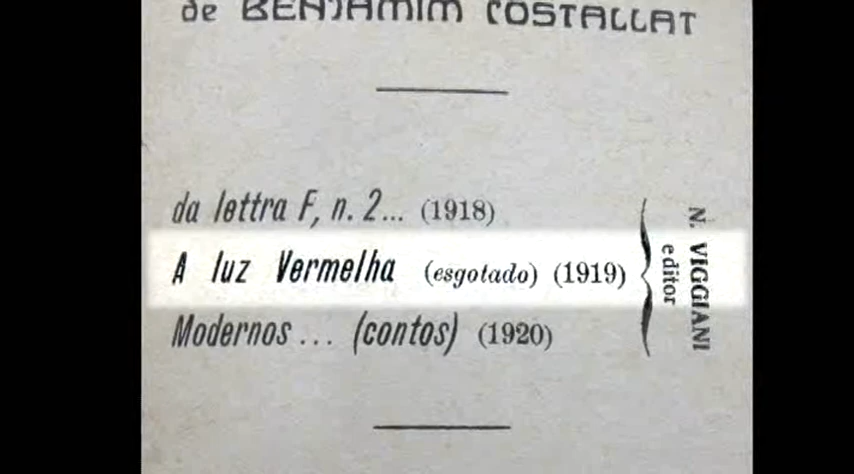 de BENJAMIM COSTALLAT
da lettra F, n. 2... (1918)
A luz Vermelha (esgotado) (1919)
Modernos... (contos) (1920)
N. VIGGIANI
editor